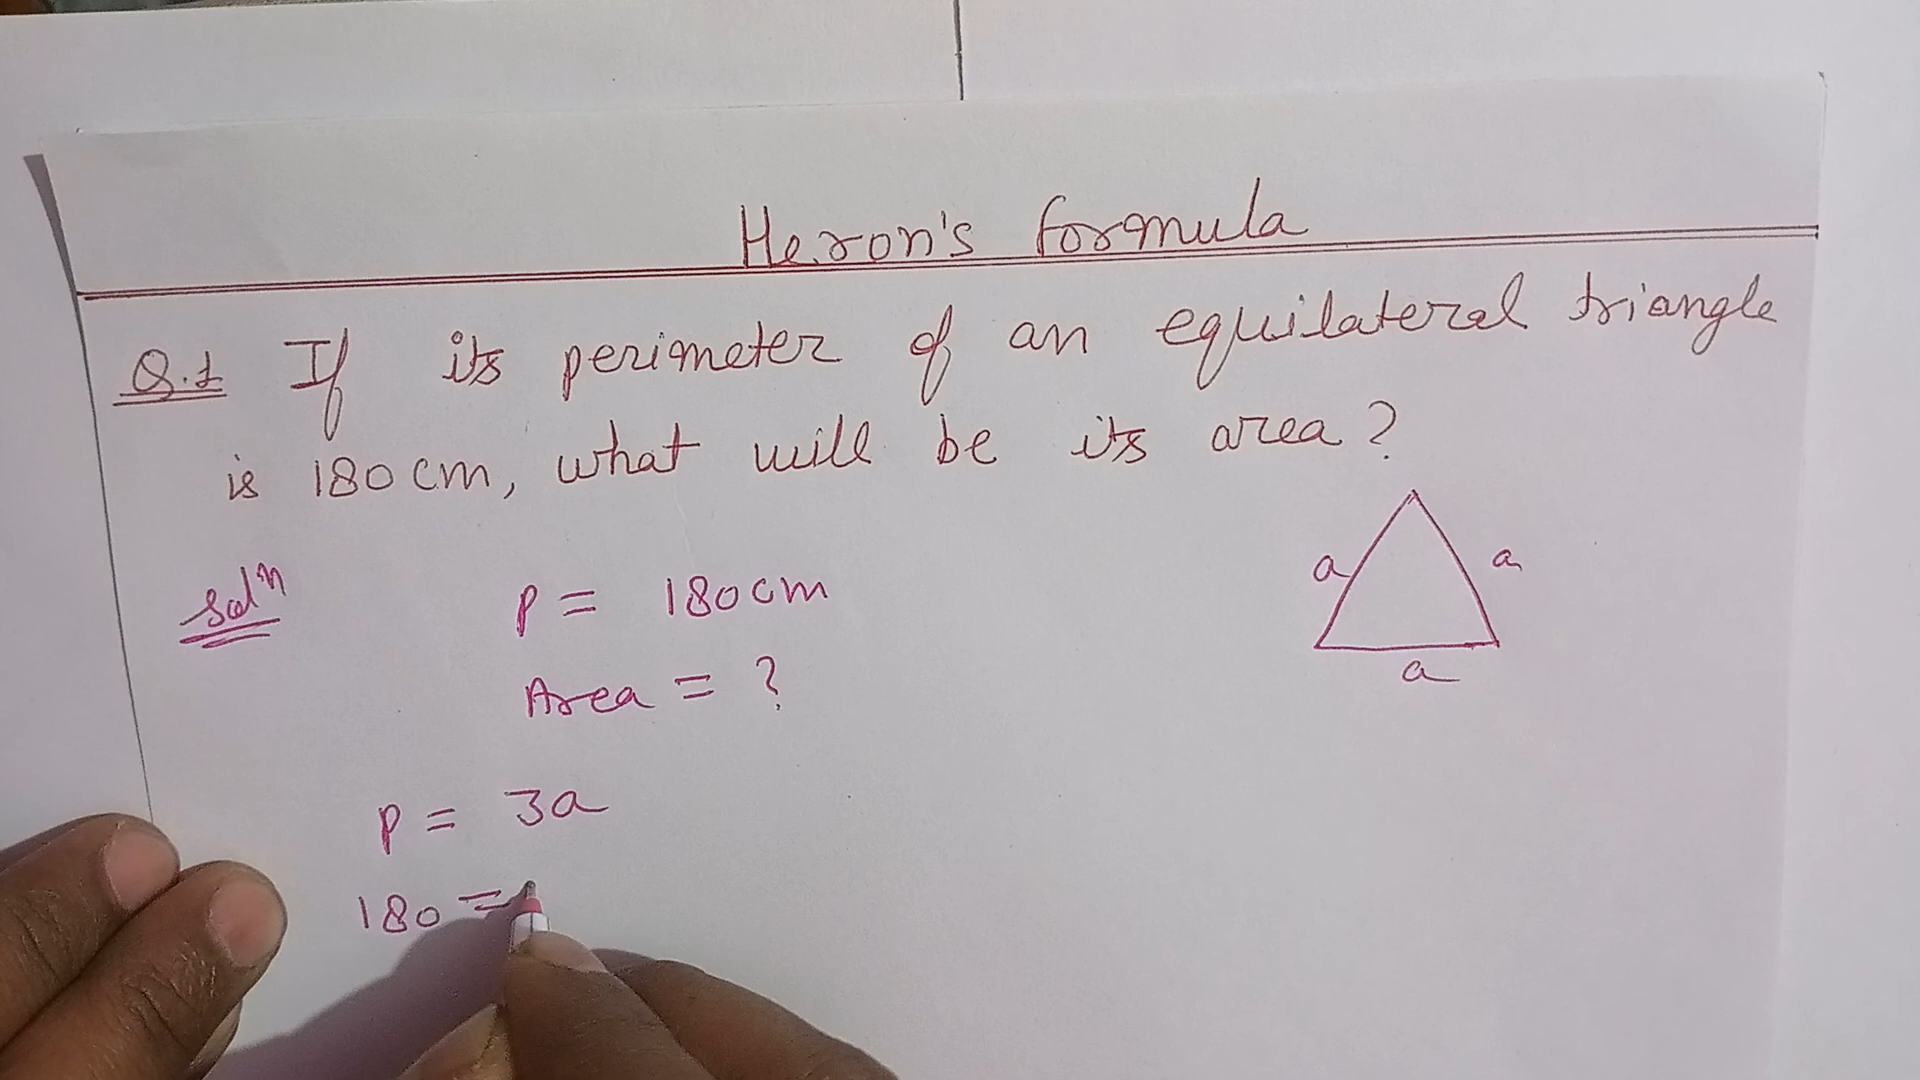 Heron's formula
Q.1 If its perimeter of an equilateral triangle
is 180 cm, what will be its area?
Solⁿ
P = 180 cm
Area = ?
a a
a
P = 3a
180 =